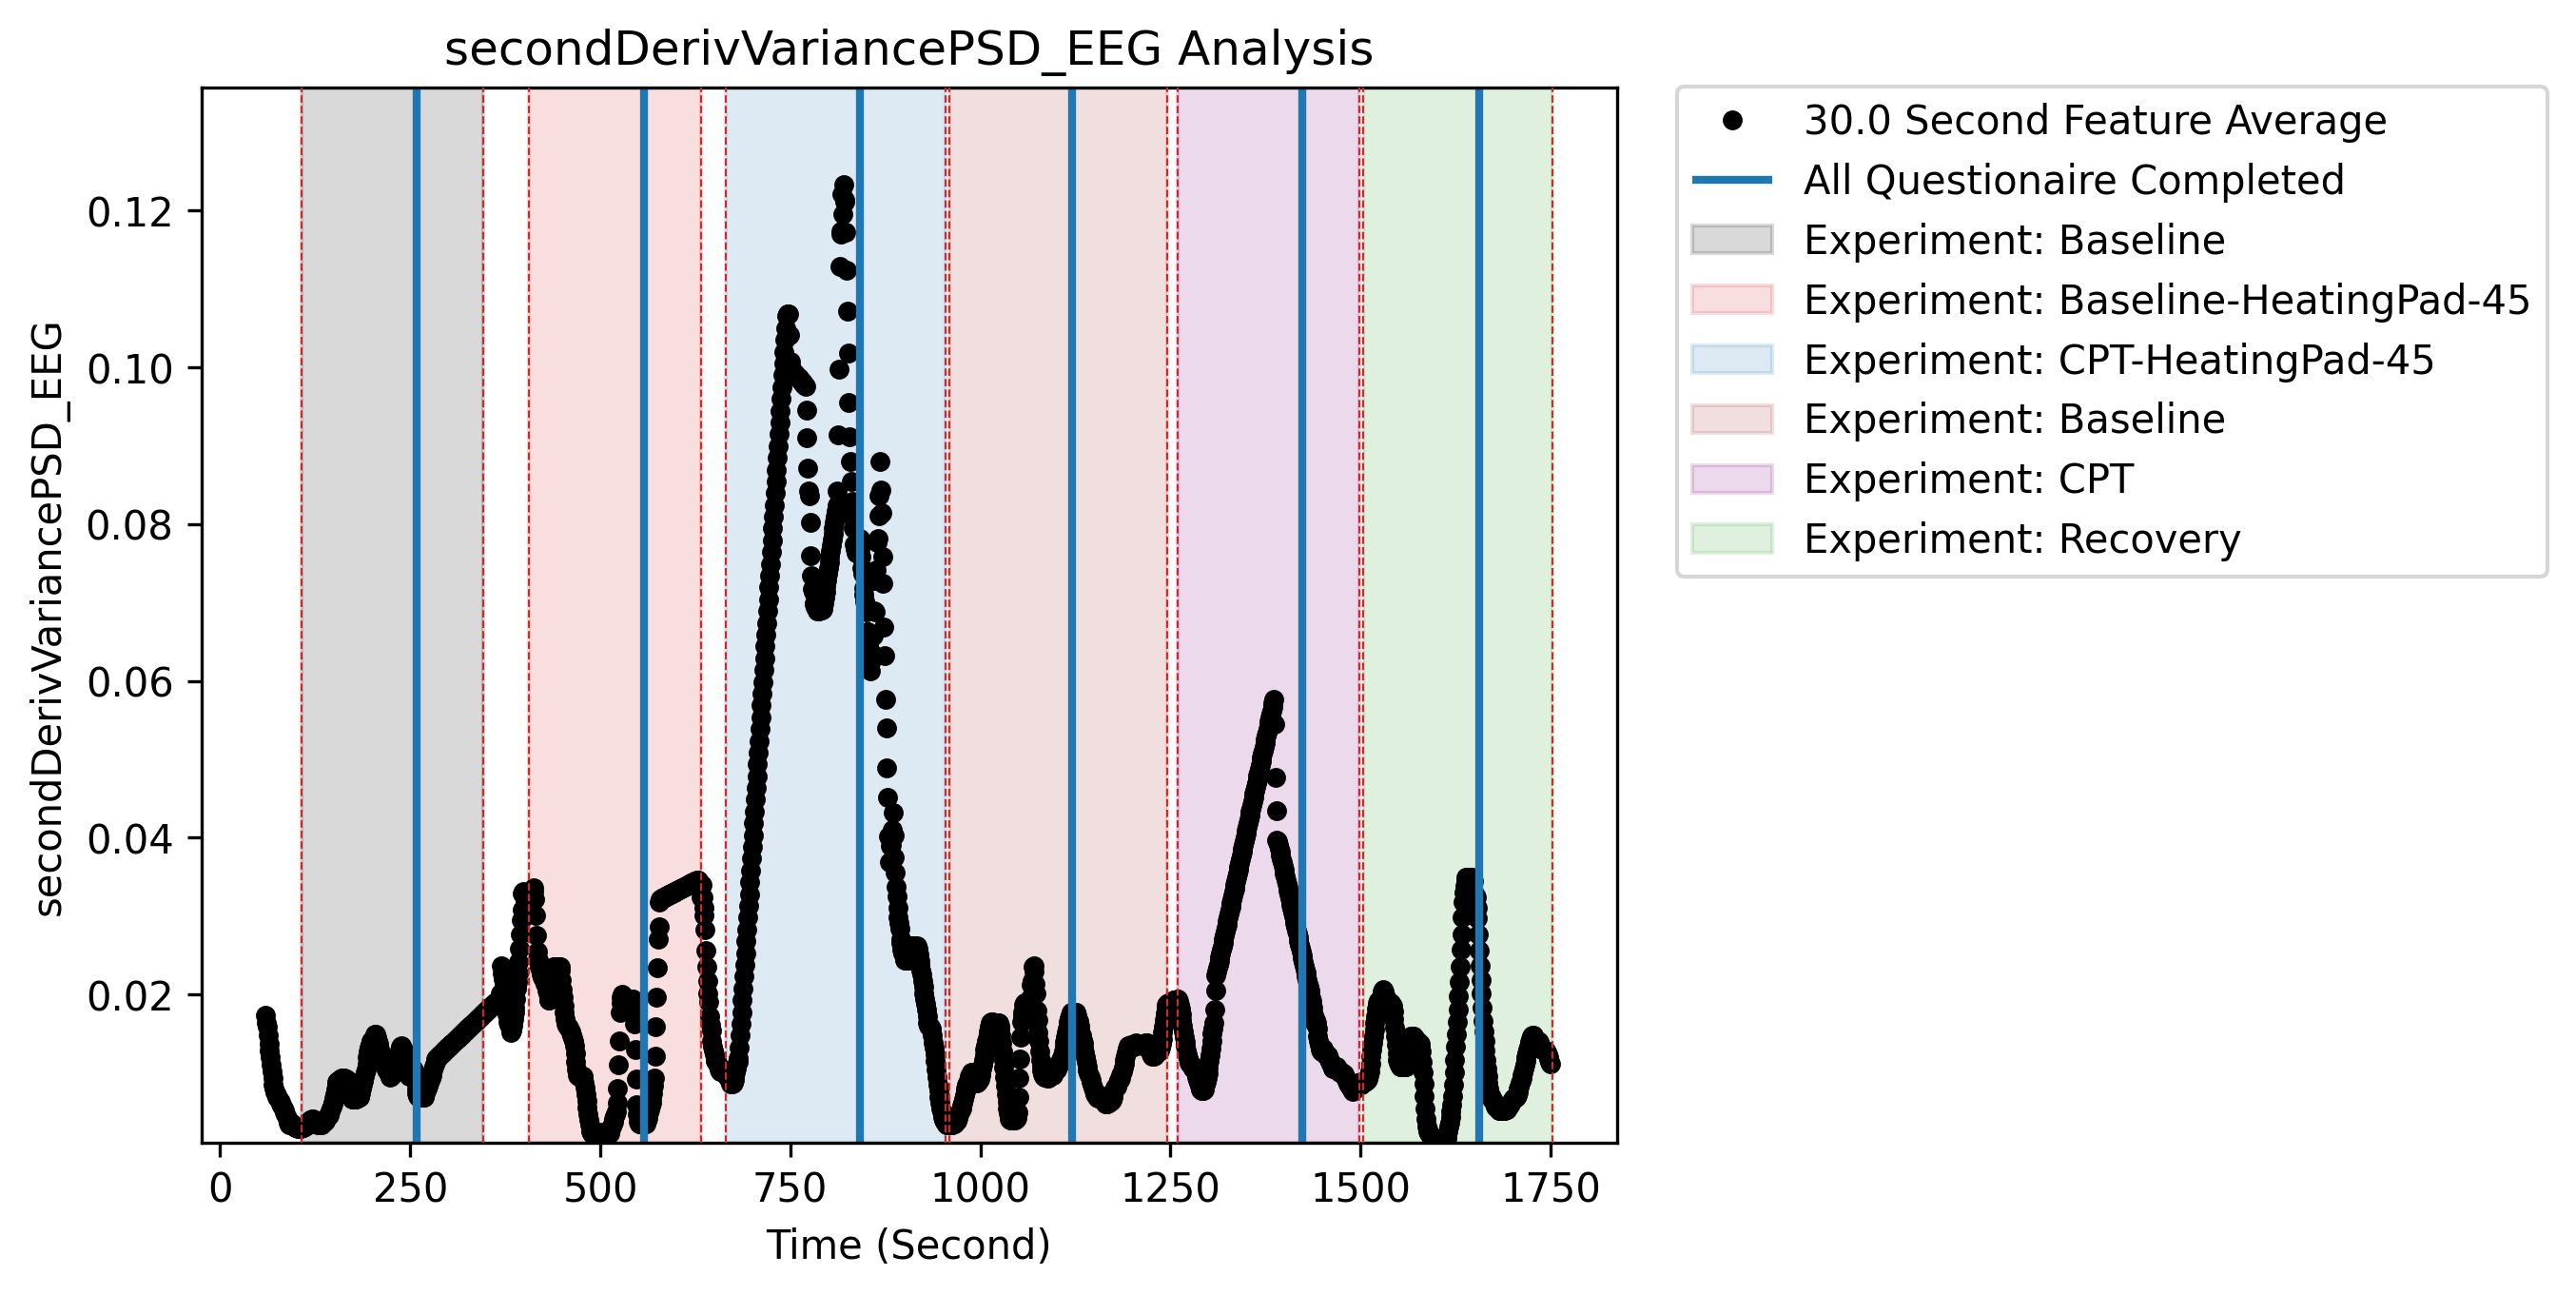 secondDerivVariancePSD_EEG Analysis
secondDerivVariancePSD_EEG
0.12
0.10
0.08
0.06
0.04
0.02
0 250 500 750 1000 1250 1500 1750
Time (Second)
30.0 Second Feature Average
All Questionaire Completed
Experiment: Baseline
Experiment: Baseline-HeatingPad-45
Experiment: CPT-HeatingPad-45
Experiment: Baseline
Experiment: CPT
Experiment: Recovery